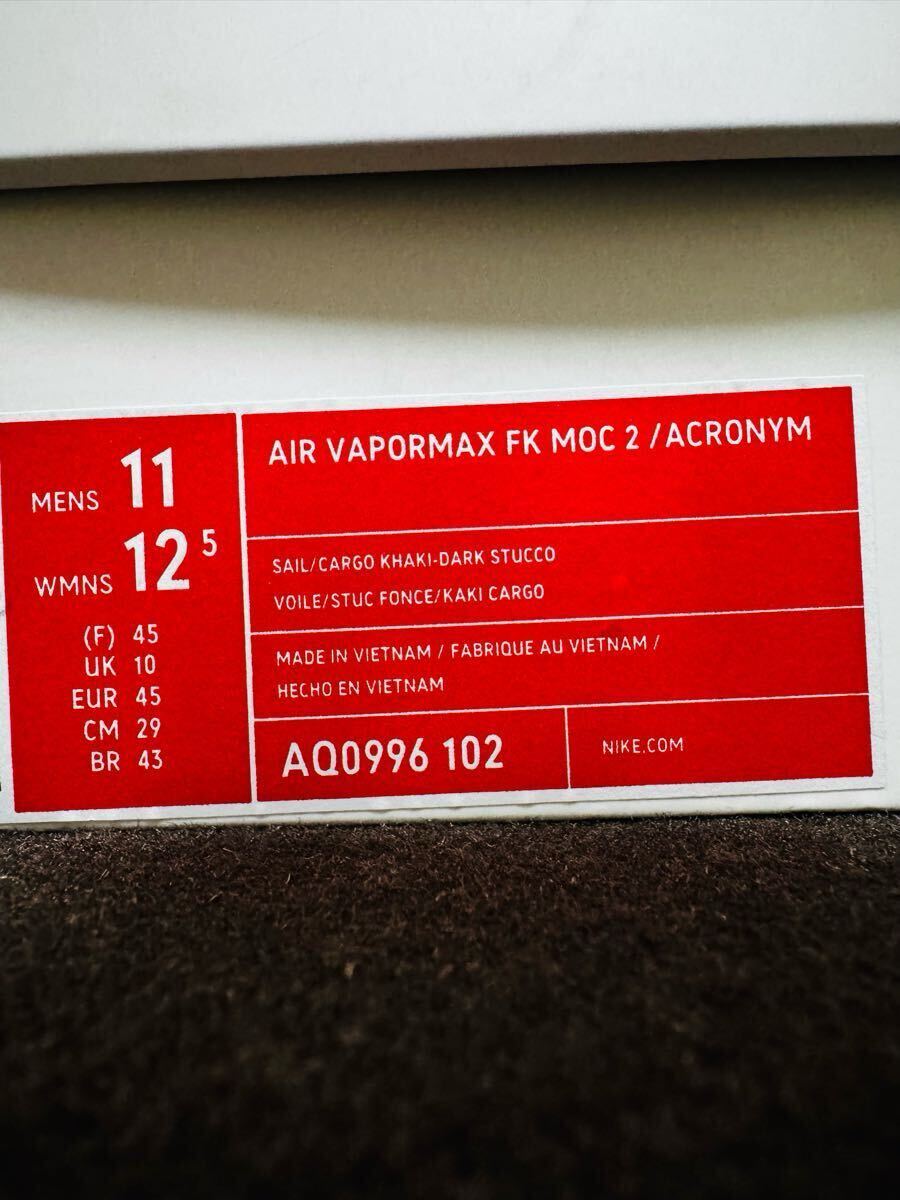 MENS 11
WMNS 12 5
(F) 45
UK 10
EUR 45
CM 29
BR 43
AIR VAPORMAX FK MOC 2 /ACRONYM
SAIL/CARGO KHAKI-DARK STUCCO
VOILE/STUC FONCE/KAKI CARGO
MADE IN VIETNAM / FABRIQUE AU VIETNAM /
HECHO EN VIETNAM
AQ0996 102
NIKE.COM